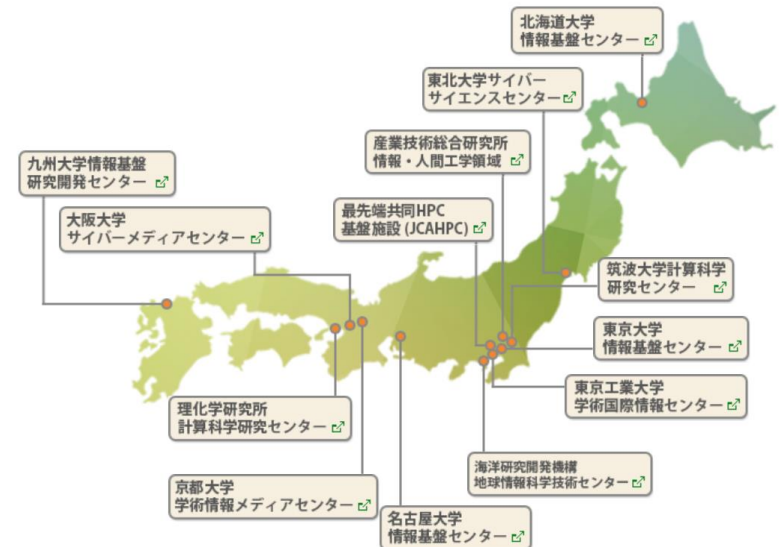 北海道大学
情報基盤センター
東北大学サイバー
サイエンスセンター
産業技術総合研究所
情報・人間工学領域
九州大学情報基盤
研究開発センター
最先端共同HPC
基盤施設 (JCAHPC)
大阪大学
サイバーメディアセンター
筑波大学計算科学
研究センター
東京大学
情報基盤センター
東京工業大学
学術国際情報センター
理化学研究所
計算科学研究センター
海洋研究開発機構
地球情報科学技術センター
京都大学
学術情報メディアセンター
名古屋大学
情報基盤センター